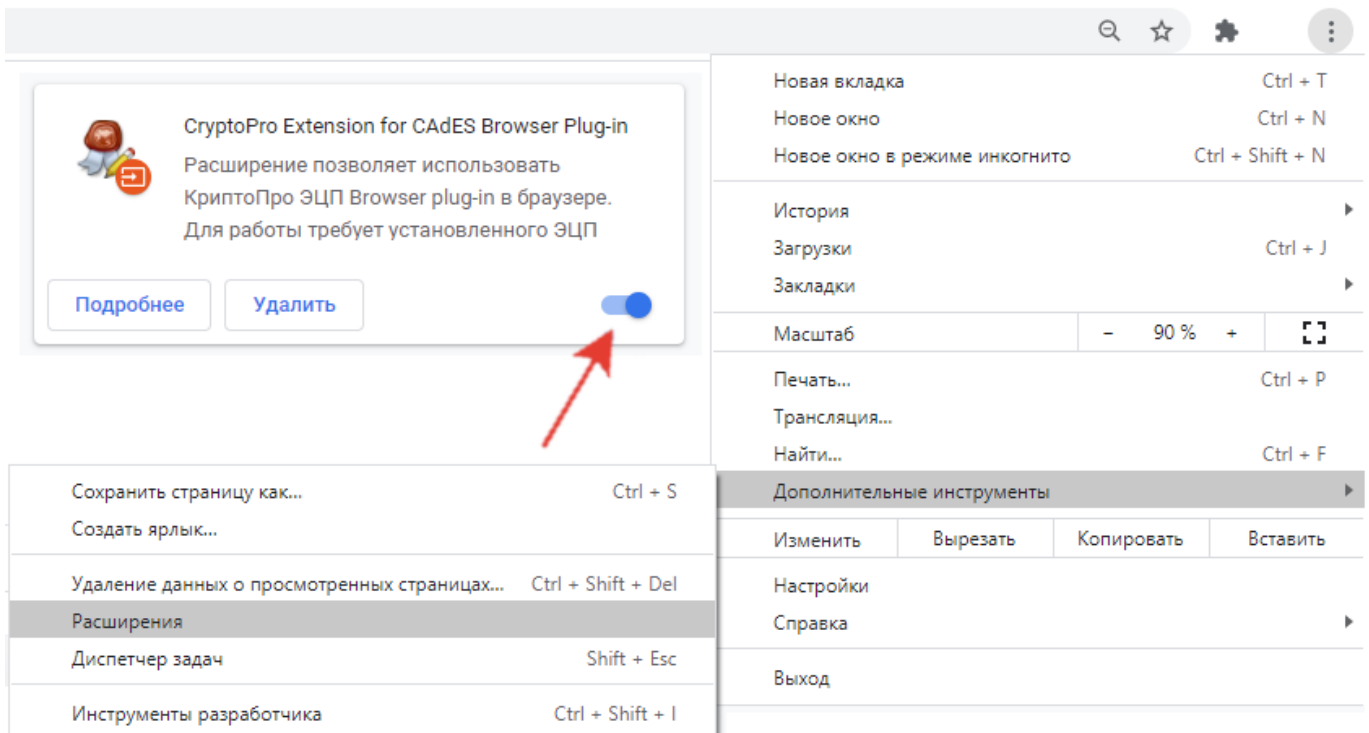 CryptoPro Extension for CAdES Browser Plug-in
Расширение позволяет использовать
КриптоПро ЭЦП Browser plug-in в браузере.
Для работы требует установленного ЭЦП
Подробнее Удалить
Новая вкладка Ctrl + T
Новое окно Ctrl + N
Новое окно в режиме инкогнито Ctrl + Shift + N
История
Загрузки Ctrl + J
Закладки
Масштаб - 90 % +
Печать... Ctrl + P
Трансляция...
Найти... Ctrl + F
Дополнительные инструменты
Изменить Вырезать Копировать Вставить
Настройки
Справка
Выход
Сохранить страницу как... Ctrl + S
Создать ярлык...
Удаление данных о просмотренных страницах... Ctrl + Shift + Del
Расширения
Диспетчер задач Shift + Esc
Инструменты разработчика Ctrl + Shift + I